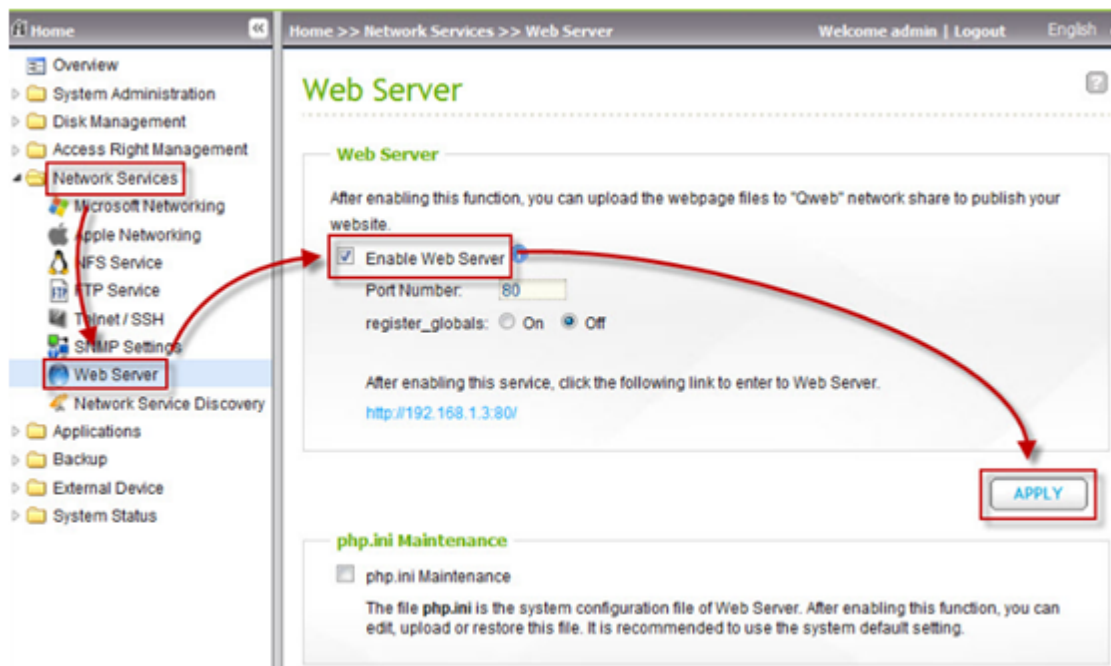 Home
Home >> Network Services >> Web Server
Welcome admin | Logout
English
Overview
System Administration
Disk Management
Access Right Management
Network Services
Microsoft Networking
Apple Networking
NFS Service
FTP Service
Telnet / SSH
SNMP Settings
Web Server
Network Service Discovery
Applications
Backup
External Device
System Status
Web Server
Web Server
After enabling this function, you can upload the webpage files to "Qweb" network share to publish your
website.
Enable Web Server
Port Number: 80
register_globals: On Off
After enabling this service, click the following link to enter to Web Server.
http://192.168.1.3:80/
APPLY
php.ini Maintenance
php.ini Maintenance
The file php.ini is the system configuration file of Web Server. After enabling this function, you can
edit, upload or restore this file. It is recommended to use the system default setting.